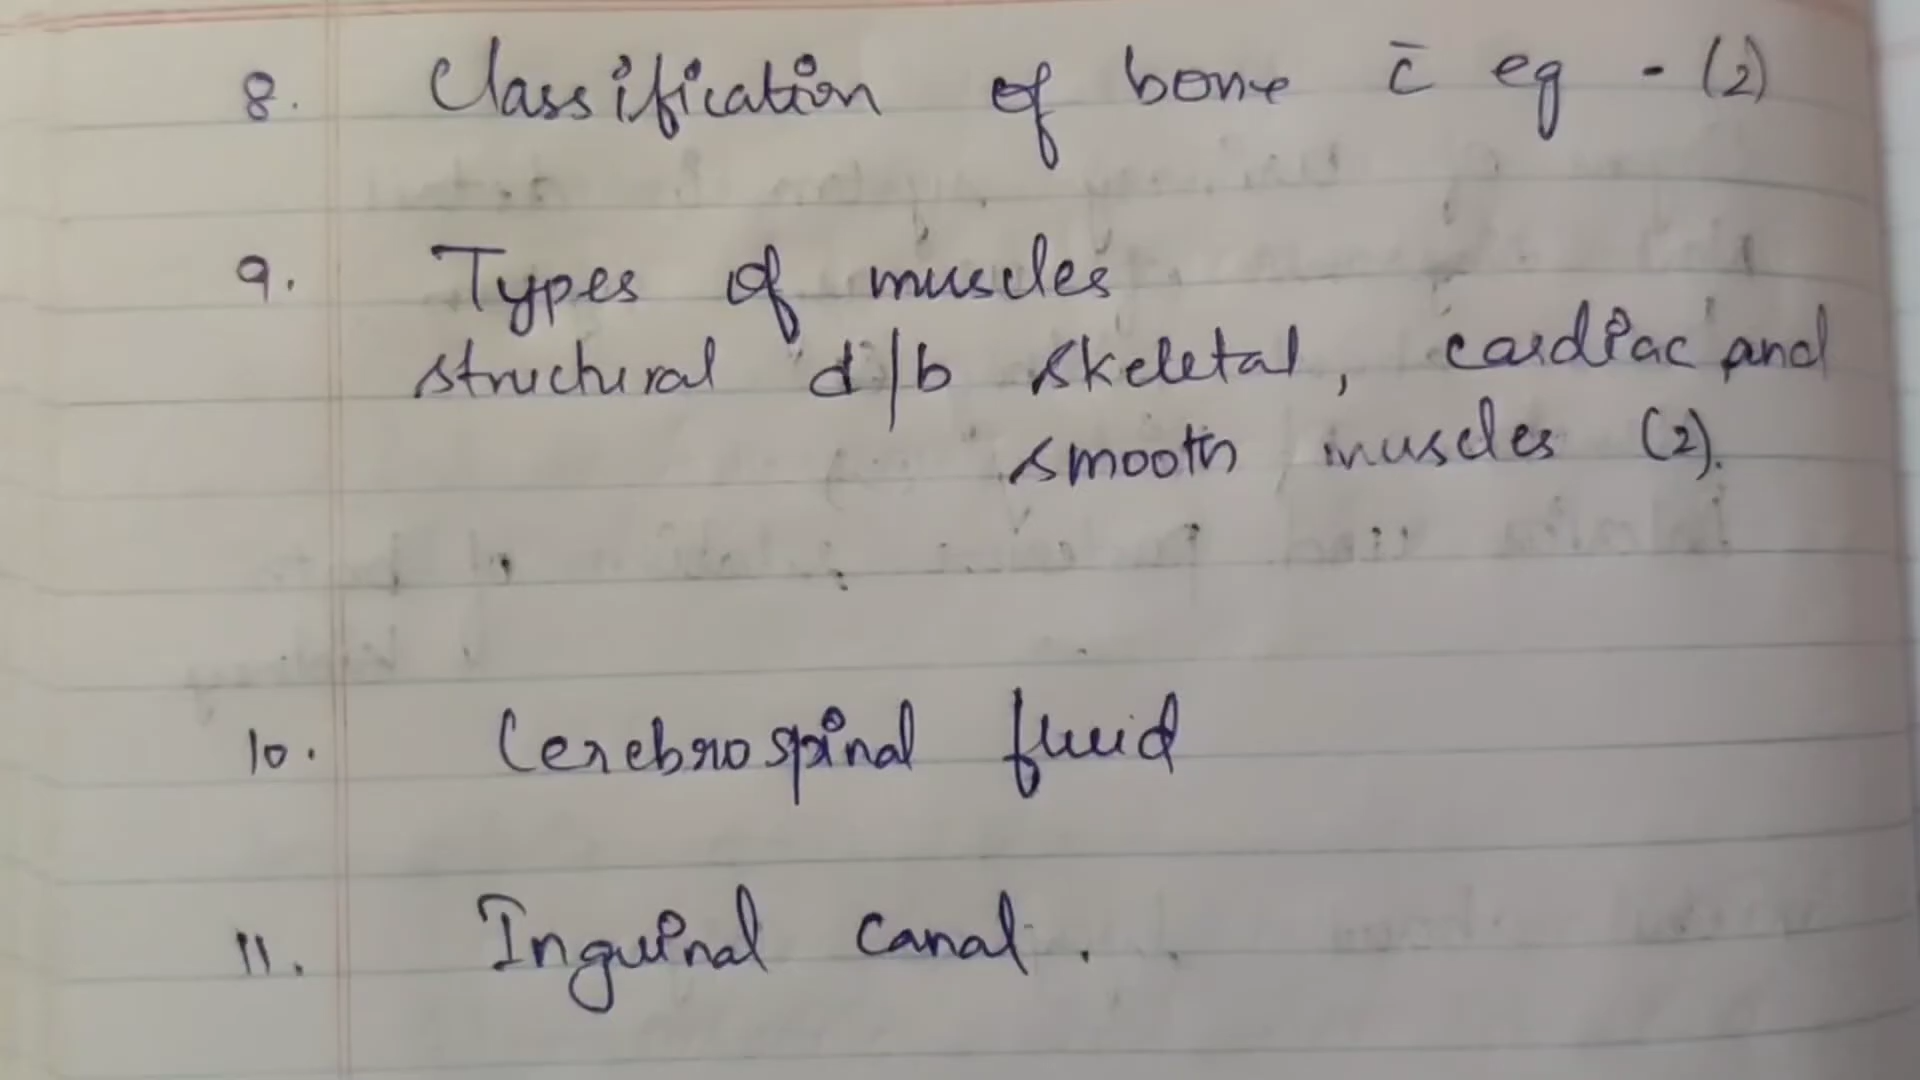 8. Classification of bone c̄ eg - (2)
9. Types of muscles
structural d/b skeletal, cardiac and
smooth muscles (2).
10. Cerebrospinal fluid
11. Inguinal canal.